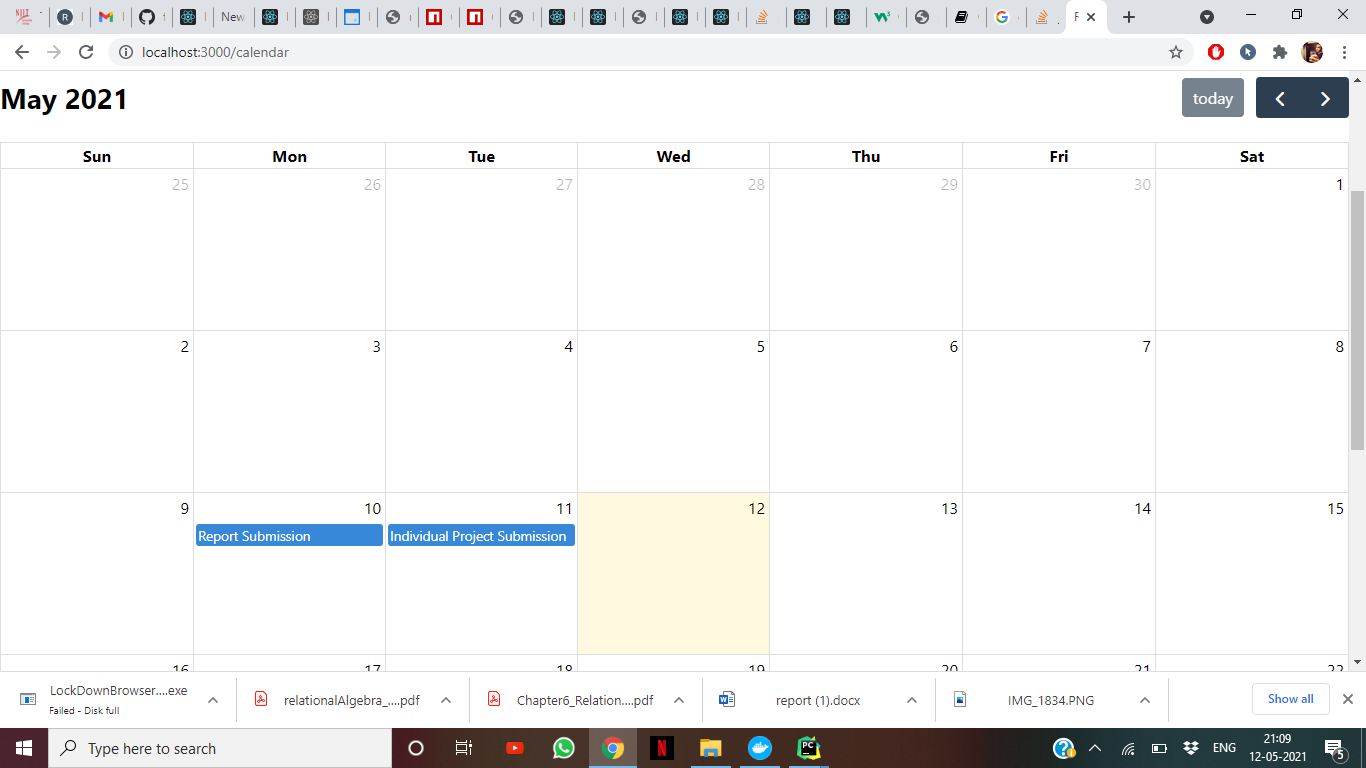 New
localhost:3000/calendar
May 2021
today
Sun Mon Tue Wed Thu Fri Sat
25 26 27 28 29 30 1
2 3 4 5 6 7 8
9 10 11 12 13 14 15
Report Submission Individual Project Submission
16 17 18 19 20 21 22
LockDownBrowser....exe
Failed - Disk full
relationalAlgebra_....pdf
Chapter6_Relation....pdf
report (1).docx
IMG_1834.PNG
Show all
Type here to search
ENG
21:09
12-05-2021
5